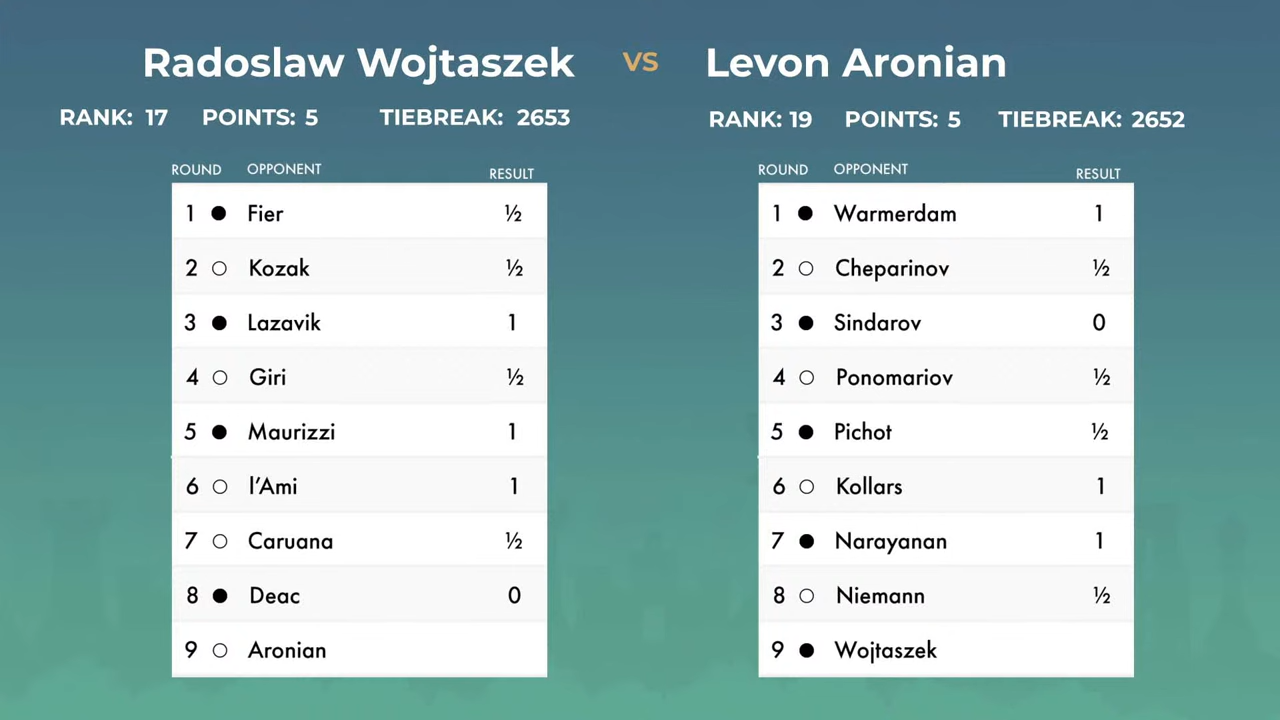 Radoslaw Wojtaszek VS Levon Aronian
RANK: 17 POINTS: 5 TIEBREAK: 2653
RANK: 19 POINTS: 5 TIEBREAK: 2652
ROUND OPPONENT RESULT
1 Fier ½
2 Kozak ½
3 Lazavik 1
4 Giri ½
5 Maurizzi 1
6 l'Ami 1
7 Caruana ½
8 Deac 0
9 Aronian
ROUND OPPONENT RESULT
1 Warmerdam 1
2 Cheparinov ½
3 Sindarov 0
4 Ponomariov ½
5 Pichot ½
6 Kollars 1
7 Narayanan 1
8 Niemann ½
9 Wojtaszek